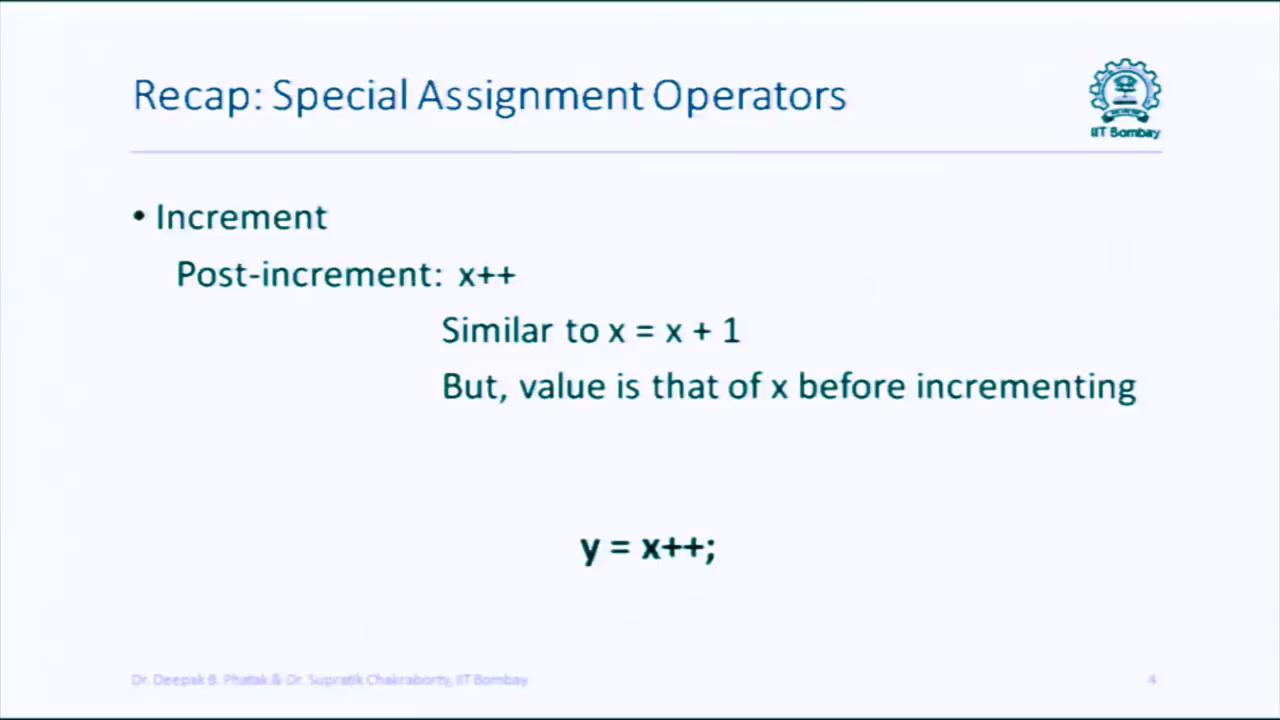 Recap: Special Assignment Operators
IIT Bombay
• Increment
Post-increment: x++
Similar to x = x + 1
But, value is that of x before incrementing
y = x++;
Dr. Deepak B. Phatak & Dr. Supratik Chakraborty, IIT Bombay
4